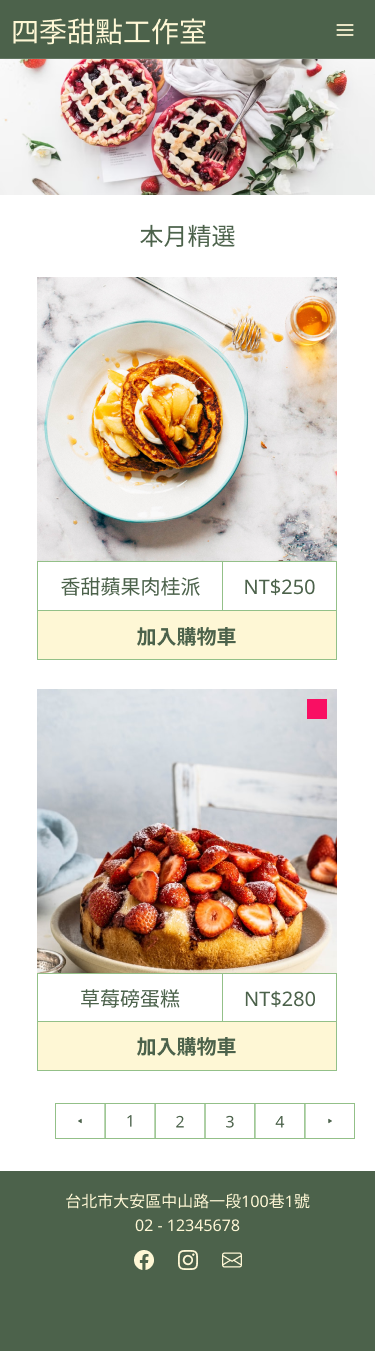 四季甜點工作室
本月精選
香甜蘋果肉桂派 NT$250
加入購物車
草莓磅蛋糕 NT$280
加入購物車
1 2 3 4
台北市大安區中山路一段100巷1號
02 - 12345678